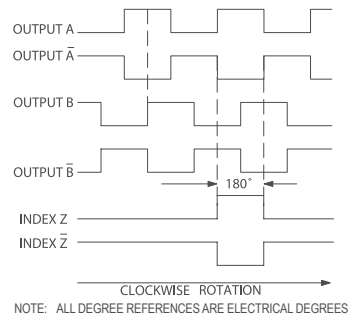 OUTPUT A
OUTPUT A̅
OUTPUT B
OUTPUT B̅
180°
INDEX Z
INDEX Z̅
CLOCKWISE ROTATION
NOTE: ALL DEGREE REFERENCES ARE ELECTRICAL DEGREES